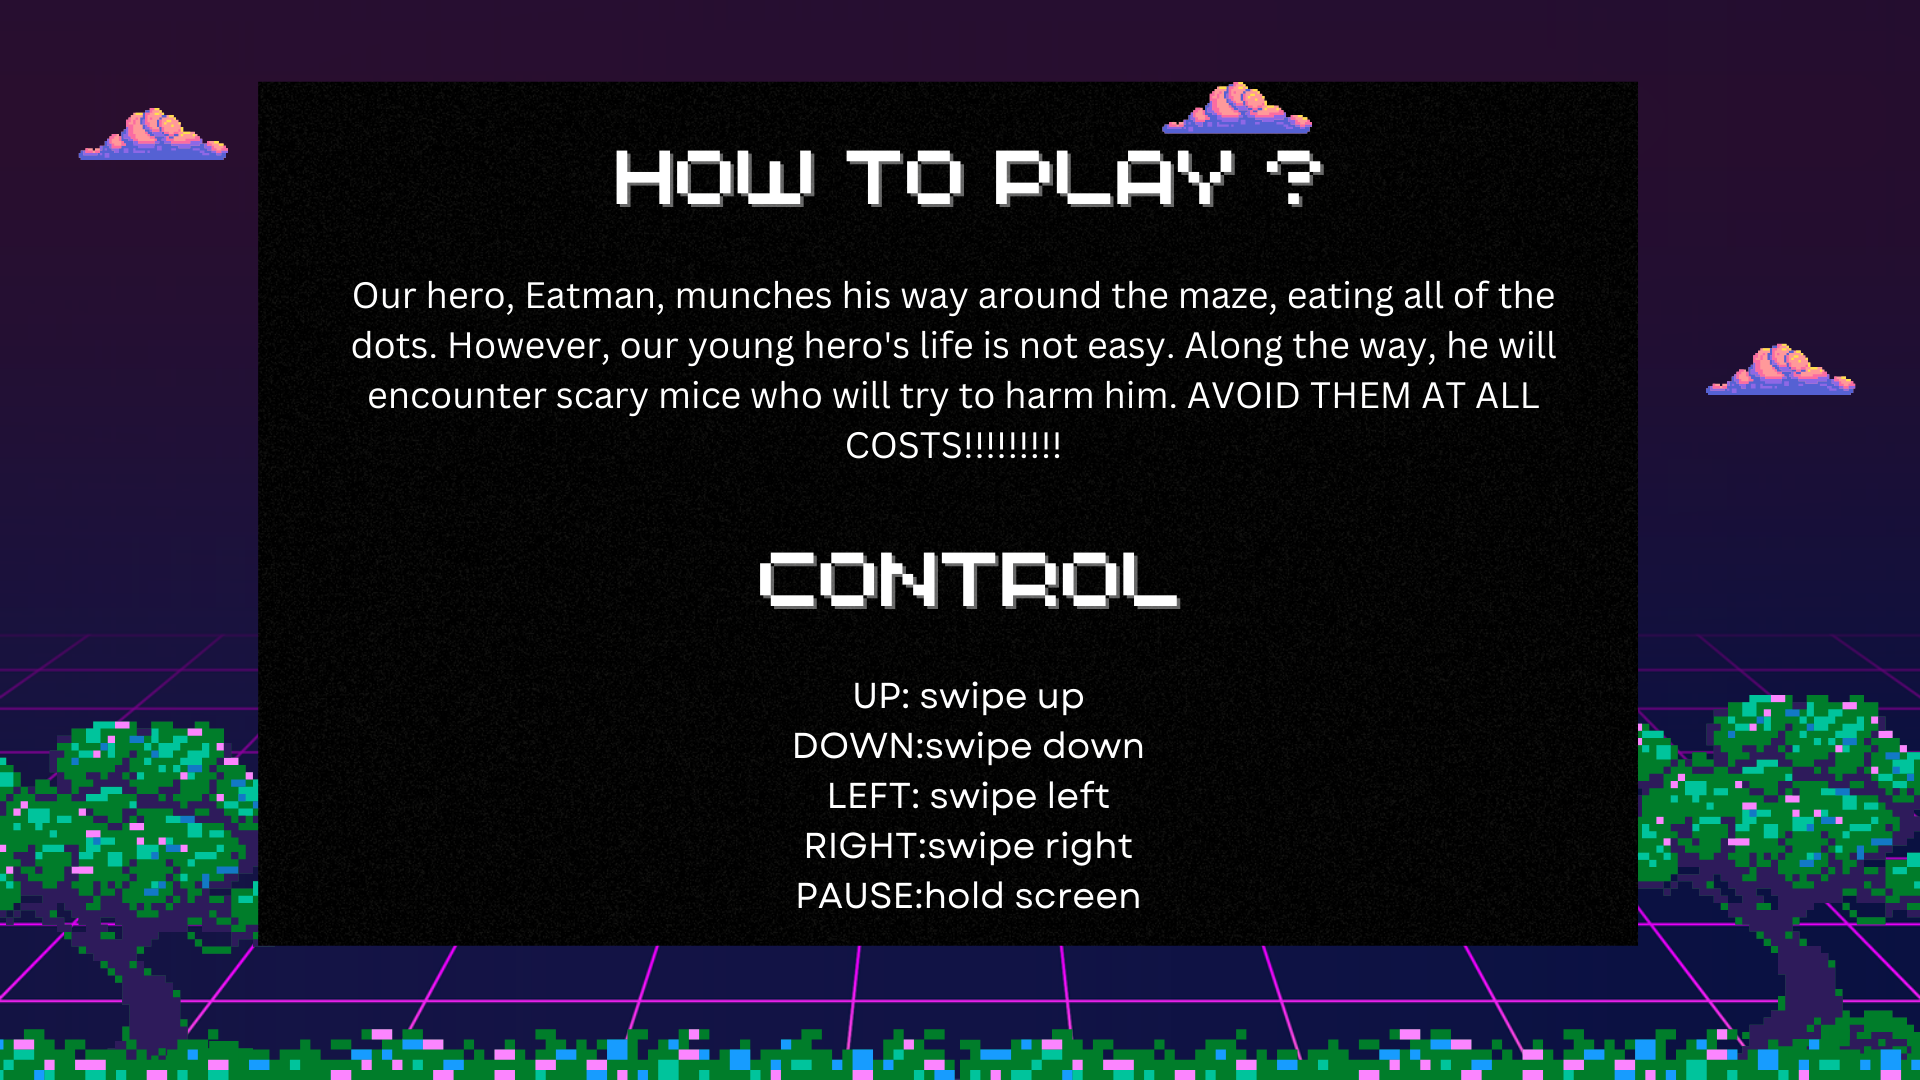 HOW TO PLAY ?
Our hero, Eatman, munches his way around the maze, eating all of the
dots. However, our young hero's life is not easy. Along the way, he will
encounter scary mice who will try to harm him. AVOID THEM AT ALL
COSTS!!!!!!!!!
CONTROL
UP: swipe up
DOWN:swipe down
LEFT: swipe left
RIGHT:swipe right
PAUSE:hold screen